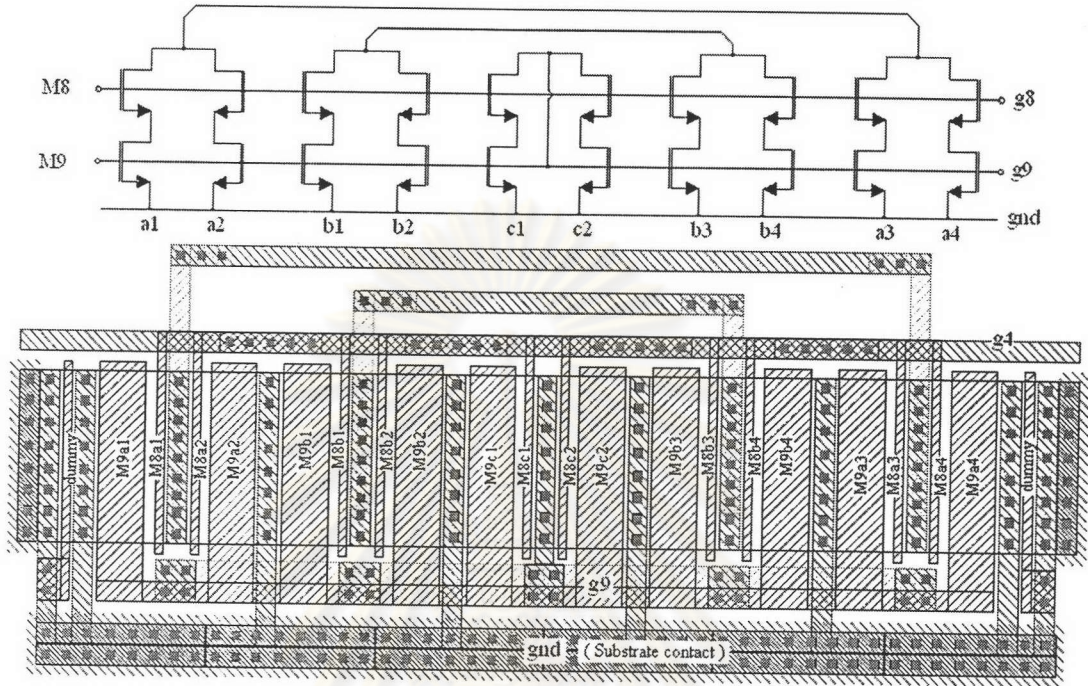 M8
g8
M9
g9
gnd
a1 a2 b1 b2 c1 c2 b3 b4 a3 a4
g4
dummy M9a1 M8a1 M8a2 M9a2 M9b1 M8b1 M8b2 M9b2 M9c1 M8c1 M8c2 M9c2 M9b3 M8b3 M8b4 M9b4 M9a3 M8a3 M8a4 M9a4 dummy
g9
gnd ( Substrate contact )